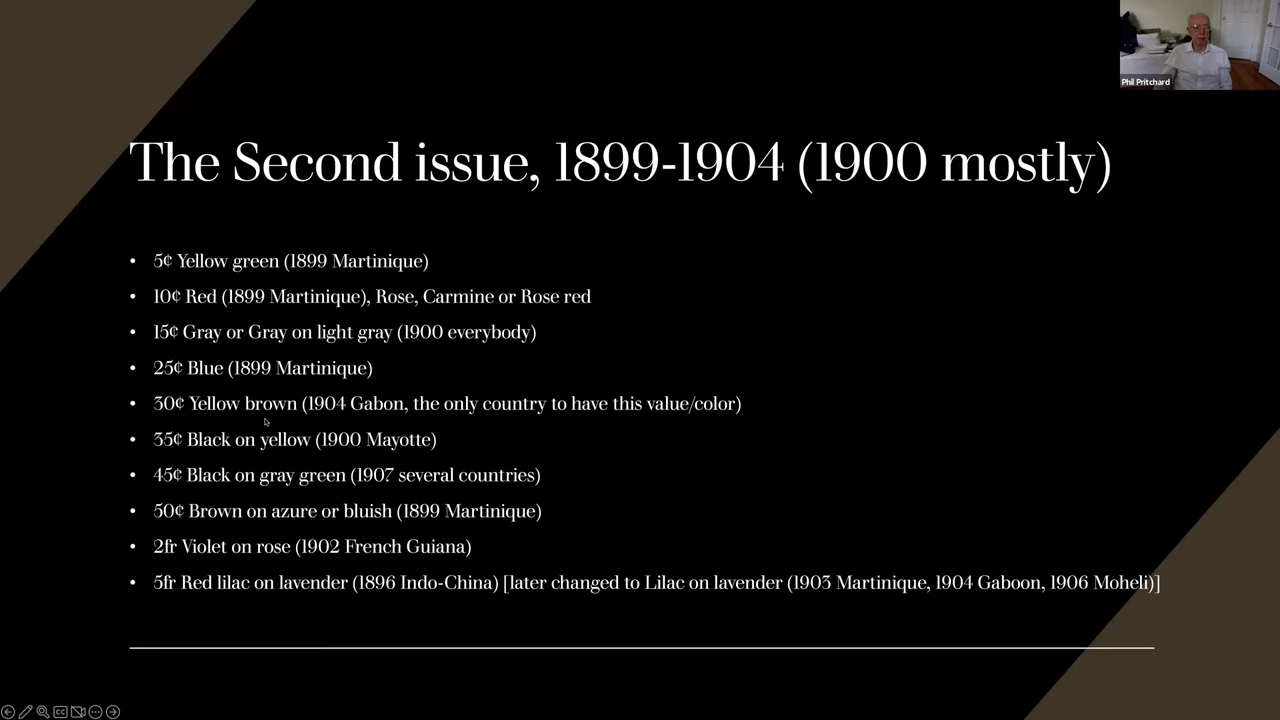 Phil Pritchard
The Second issue, 1899-1904 (1900 mostly)
• 5¢ Yellow green (1899 Martinique)
• 10¢ Red (1899 Martinique), Rose, Carmine or Rose red
• 15¢ Gray or Gray on light gray (1900 everybody)
• 25¢ Blue (1899 Martinique)
• 30¢ Yellow brown (1904 Gabon, the only country to have this value/color)
• 35¢ Black on yellow (1900 Mayotte)
• 45¢ Black on gray green (1907 several countries)
• 50¢ Brown on azure or bluish (1899 Martinique)
• 2fr Violet on rose (1902 French Guiana)
• 5fr Red lilac on lavender (1896 Indo-China) [later changed to Lilac on lavender (1903 Martinique, 1904 Gaboon, 1906 Moheli)]
CC